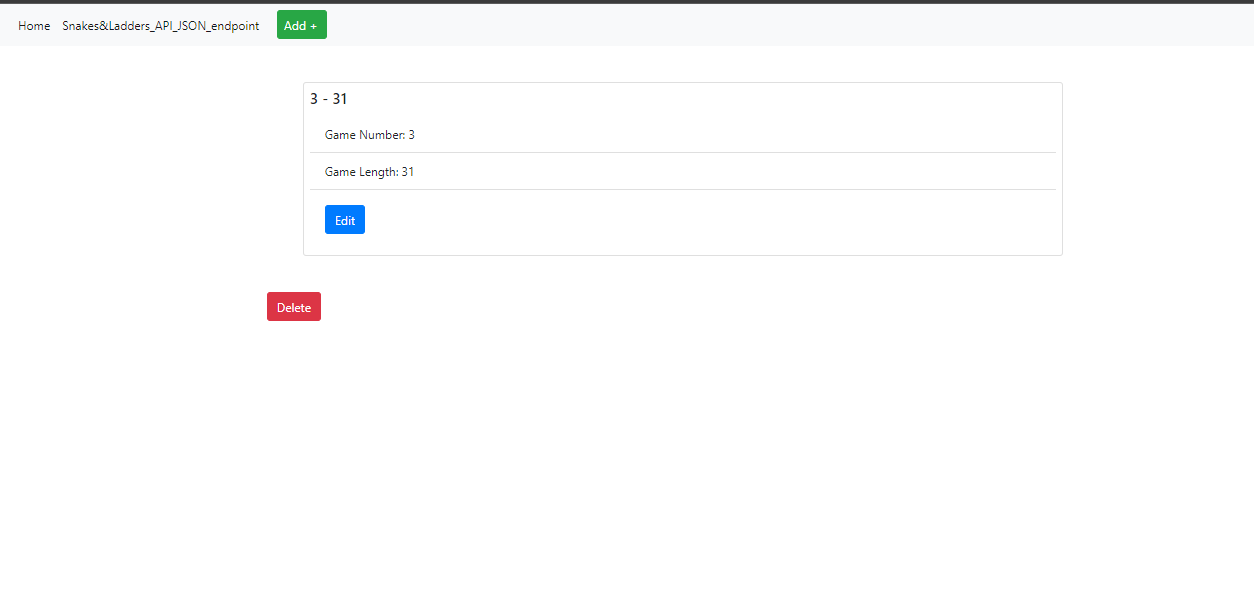 Home Snakes&Ladders_API_JSON_endpoint Add +
3 - 31
Game Number: 3
Game Length: 31
Edit
Delete